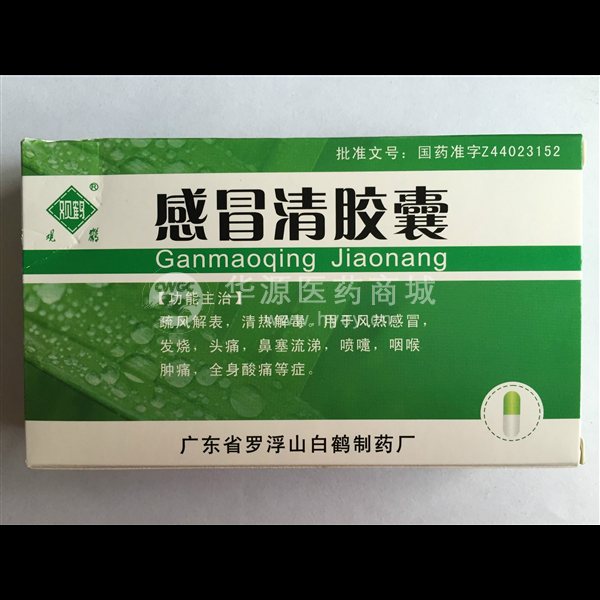 批准文号：国药准字Z44023152
观鹤
®
观鹤
感冒清胶囊
Ganmaoqing Jiaonang
华源医药商城
【功能主治】
疏风解表，清热解毒。用于风热感冒，
发烧，头痛，鼻塞流涕，喷嚏，咽喉
肿痛，全身酸痛等症。
广东省罗浮山白鹤制药厂